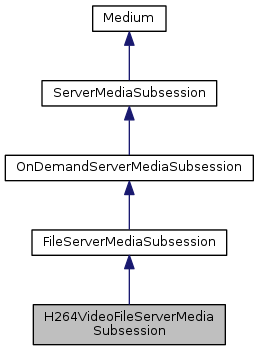 Medium
ServerMediaSubsession
OnDemandServerMediaSubsession
FileServerMediaSubsession
H264VideoFileServerMedia
Subsession